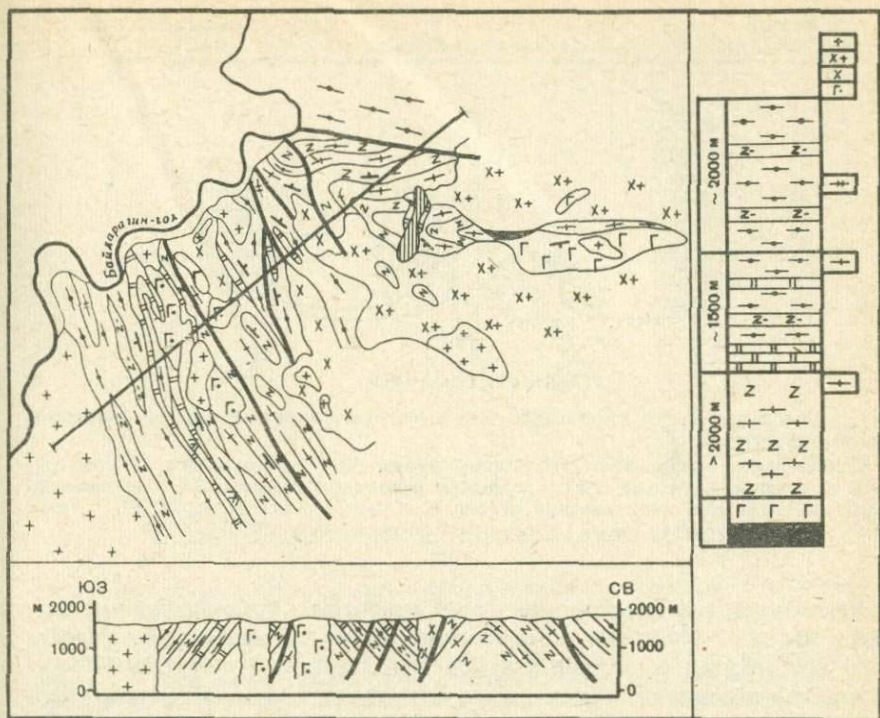 Байдарагин-гол
~ 2000 м
~ 1500 м
> 2000 м
ЮЗ
СВ
м 2000
1000
0
2000 м
1000
0